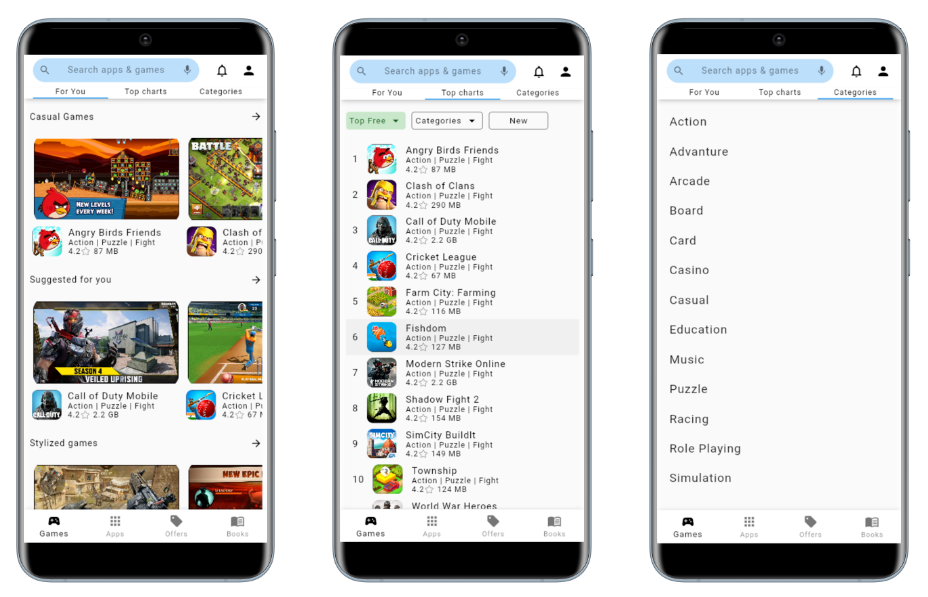 Search apps & games
For You Top charts Categories
Casual Games
BATTLE
NEW LEVELS
EVERY WEEK!
Angry Birds Friends
Action | Puzzle | Fight
4.2☆ 87 MB
Clash of
Action | P
4.2☆ 290
Suggested for you
SEASON 4
VEILED UPRISING
Call of Duty Mobile
Action | Puzzle | Fight
4.2☆ 2.2 GB
Cricket L
Action | P
4.2☆ 67
Stylized games
NEW EPIC
Games Apps Offers Books
Search apps & games
For You Top charts Categories
Top Free Categories New
1 Angry Birds Friends
Action | Puzzle | Fight
4.2☆ 87 MB
2 Clash of Clans
Action | Puzzle | Fight
4.2☆ 290 MB
3 Call of Duty Mobile
Action | Puzzle | Fight
4.2☆ 2.2 GB
4 Cricket League
Action | Puzzle | Fight
4.2☆ 67 MB
5 Farm City: Farming
Action | Puzzle | Fight
4.2☆ 116 MB
6 Fishdom
Action | Puzzle | Fight
4.2☆ 127 MB
7 Modern Strike Online
Action | Puzzle | Fight
4.2☆ 2.2 GB
8 Shadow Fight 2
Action | Puzzle | Fight
4.2☆ 154 MB
9 SimCity BuildIt
Action | Puzzle | Fight
4.2☆ 149 MB
10 Township
Action | Puzzle | Fight
4.2☆ 124 MB
World War Heroes
Games Apps Offers Books
Search apps & games
For You Top charts Categories
Action
Advanture
Arcade
Board
Card
Casino
Casual
Education
Music
Puzzle
Racing
Role Playing
Simulation
Games Apps Offers Books